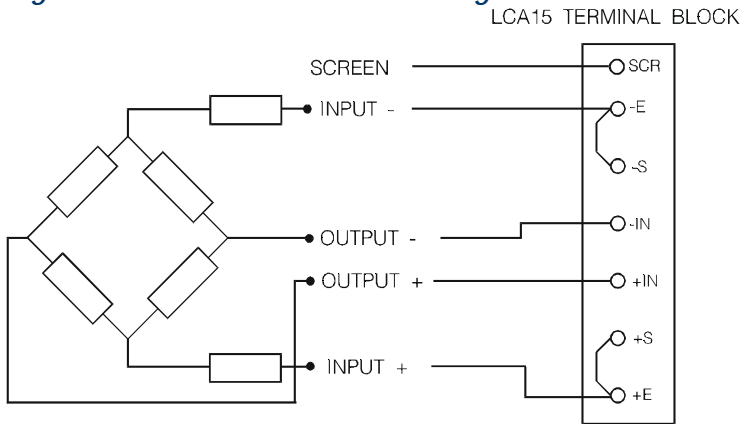 LCA15 TERMINAL BLOCK
SCREEN
SCR
INPUT -
-E
-S
OUTPUT -
-IN
OUTPUT +
+IN
+S
INPUT +
+E